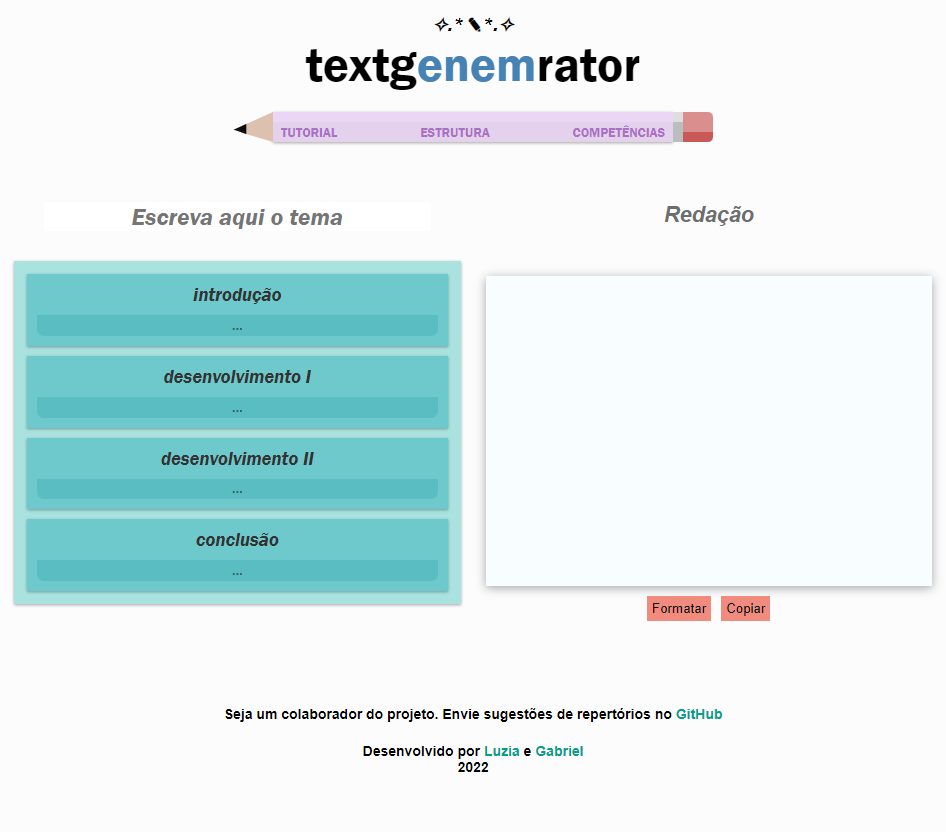 ✧.*✎*.✧
textgenemrator
TUTORIAL ESTRUTURA COMPETÊNCIAS
Escreva aqui o tema
Redação
introdução
...
desenvolvimento I
...
desenvolvimento II
...
conclusão
...
Formatar Copiar
Seja um colaborador do projeto. Envie sugestões de repertórios no GitHub
Desenvolvido por Luzia e Gabriel
2022